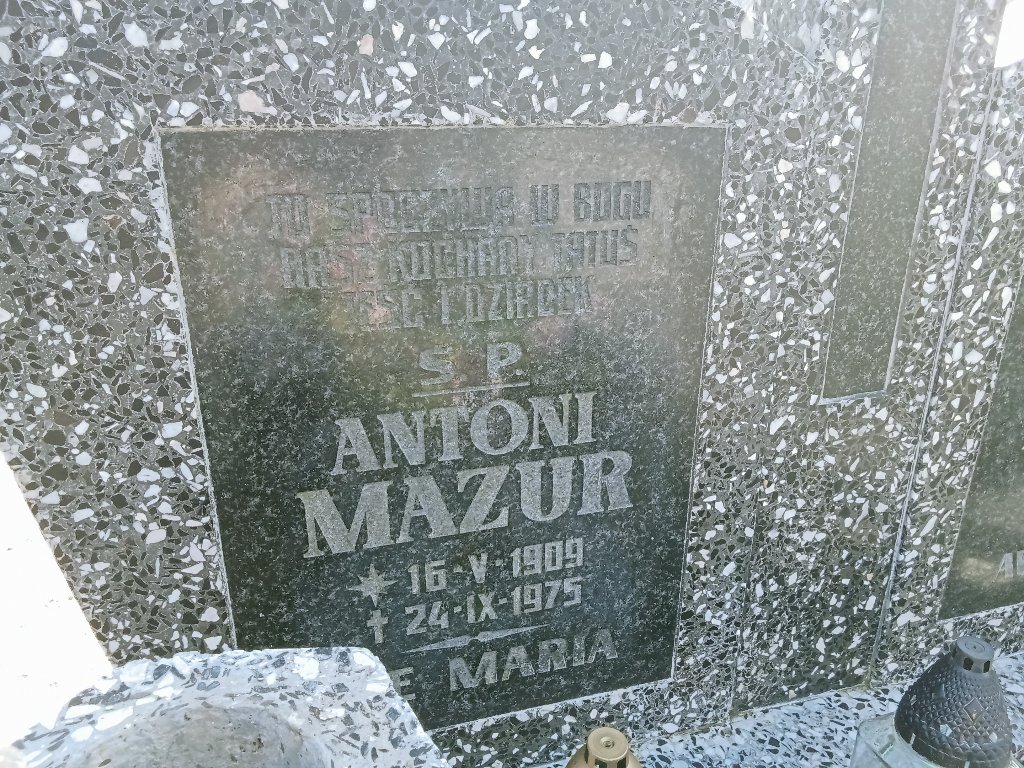 TU SPOCZYWA W BOGU
NASZ KOCHANY TATUŚ
TEŚĆ I DZIADEK
Ś.P.
ANTONI
MAZUR
16·V·1909
24·IX·1975
E MARIA